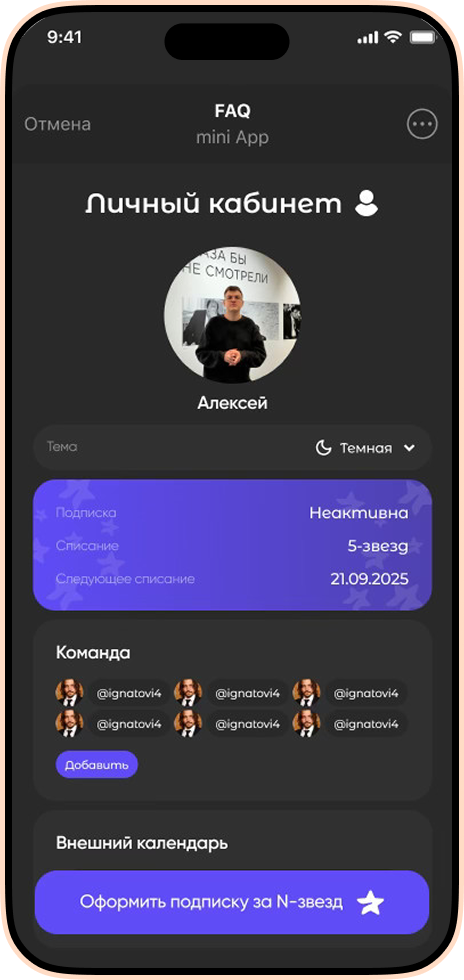 9:41
FAQ
Отмена
mini App
Личный кабинет
АЗА БЫ
НЕ СМОТРЕЛИ
Алексей
Тема Темная
Подписка Неактивна
Списание 5-звезд
Следующее списание 21.09.2025
Команда
@ignatovi4 @ignatovi4 @ignatovi4
@ignatovi4 @ignatovi4 @ignatovi4
Добавить
Внешний календарь
Оформить подписку за N-звезд